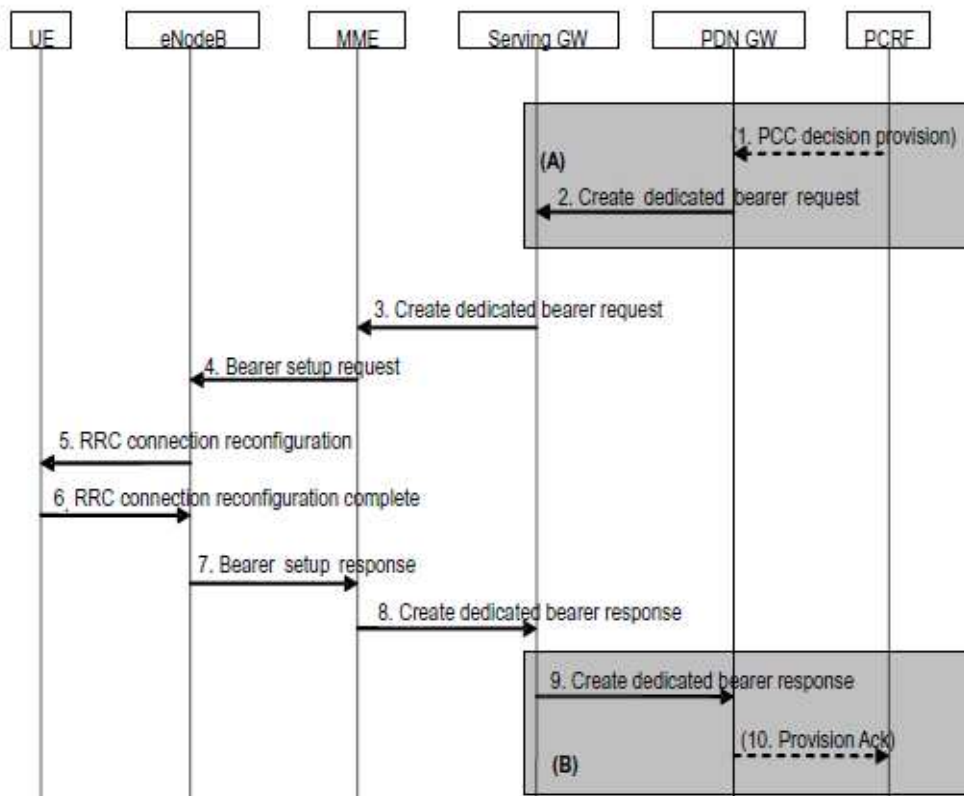 UE eNodeB MME Serving GW PDN GW PCRF
(1. PCC decision provision)
(A)
2. Create dedicated bearer request
3. Create dedicated bearer request
4. Bearer setup request
5. RRC connection reconfiguration
6. RRC connection reconfiguration complete
7. Bearer setup response
8. Create dedicated bearer response
9. Create dedicated bearer response
(10. Provision Ack)
(B)